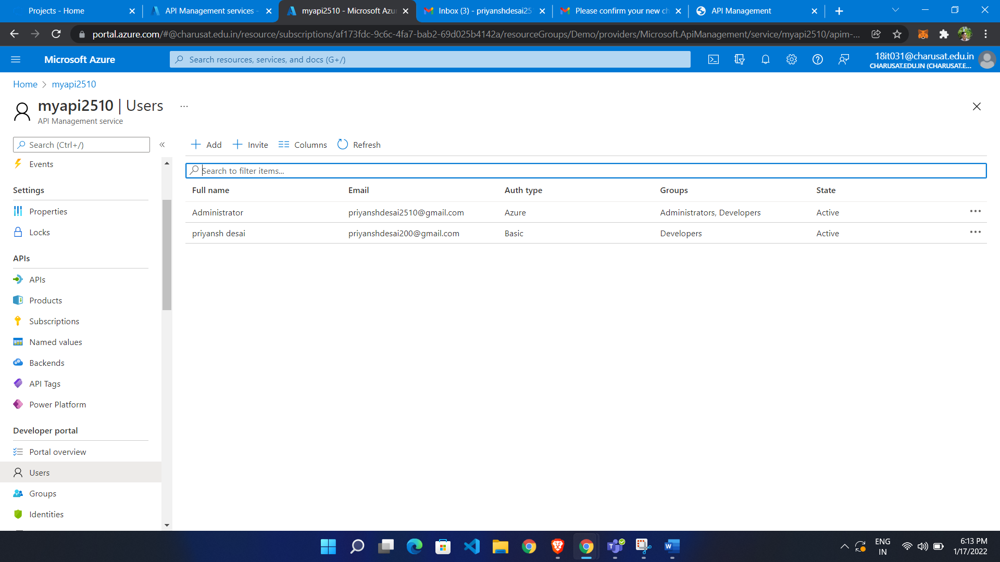 Projects - Home
API Management services -
myapi2510 - Microsoft Azu
Inbox (3) - priyanshdesai25
Please confirm your new ch
API Management
portal.azure.com/#@charusat.edu.in/resource/subscriptions/af173fdc-9c6c-4fa7-bab2-69d025b4142a/resourceGroups/Demo/providers/Microsoft.ApiManagement/service/myapi2510/apim-...
Microsoft Azure
Search resources, services, and docs (G+/)
18it031@charusat.edu.in
CHARUSAT.EDU.IN (CHARUSAT.E...
Home > myapi2510
myapi2510 | Users ...
API Management service
Search (Ctrl+/)
«
Add
Invite
Columns
Refresh
Search to filter items...
Full name Email Auth type Groups State
Administrator priyanshdesai2510@gmail.com Azure Administrators, Developers Active
priyansh desai priyanshdesai200@gmail.com Basic Developers Active
Events
Settings
Properties
Locks
APIs
APIs
Products
Subscriptions
Named values
Backends
API Tags
Power Platform
Developer portal
Portal overview
Users
Groups
Identities
ENG
IN
6:13 PM
1/17/2022